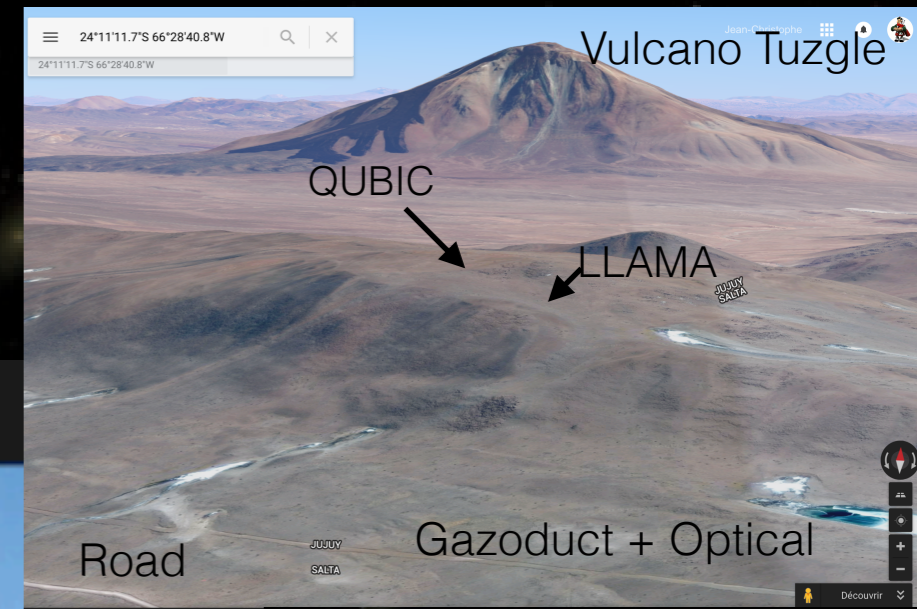 24°11'11.7"S 66°28'40.8"W
24°11'11.7"S 66°28'40.8"W
Jean-Christophe
Vulcano Tuzgle
QUBIC
LLAMA
JUJUY
SALTA
Gazoduct + Optical
Road
JUJUY
SALTA
Découvrir